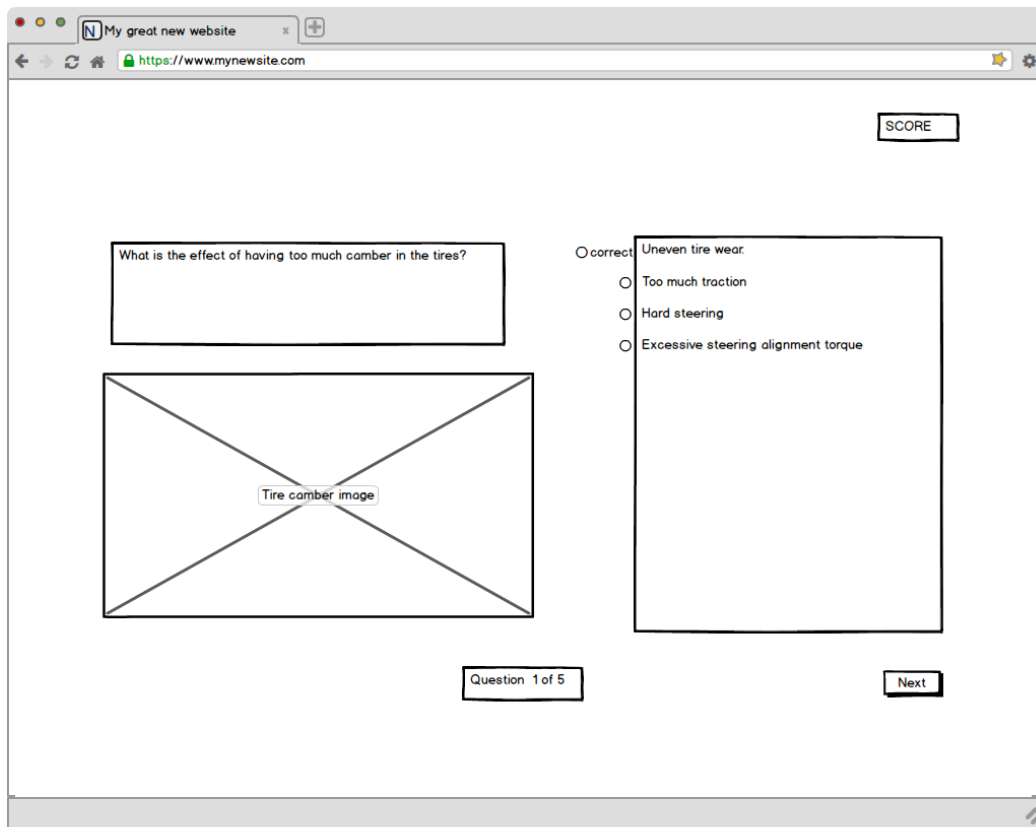 N My great new website x
https://www.mynewsite.com
SCORE
What is the effect of having too much camber in the tires?
Tire camber image
correct Uneven tire wear.
Too much traction
Hard steering
Excessive steering alignment torque
Question 1 of 5
Next